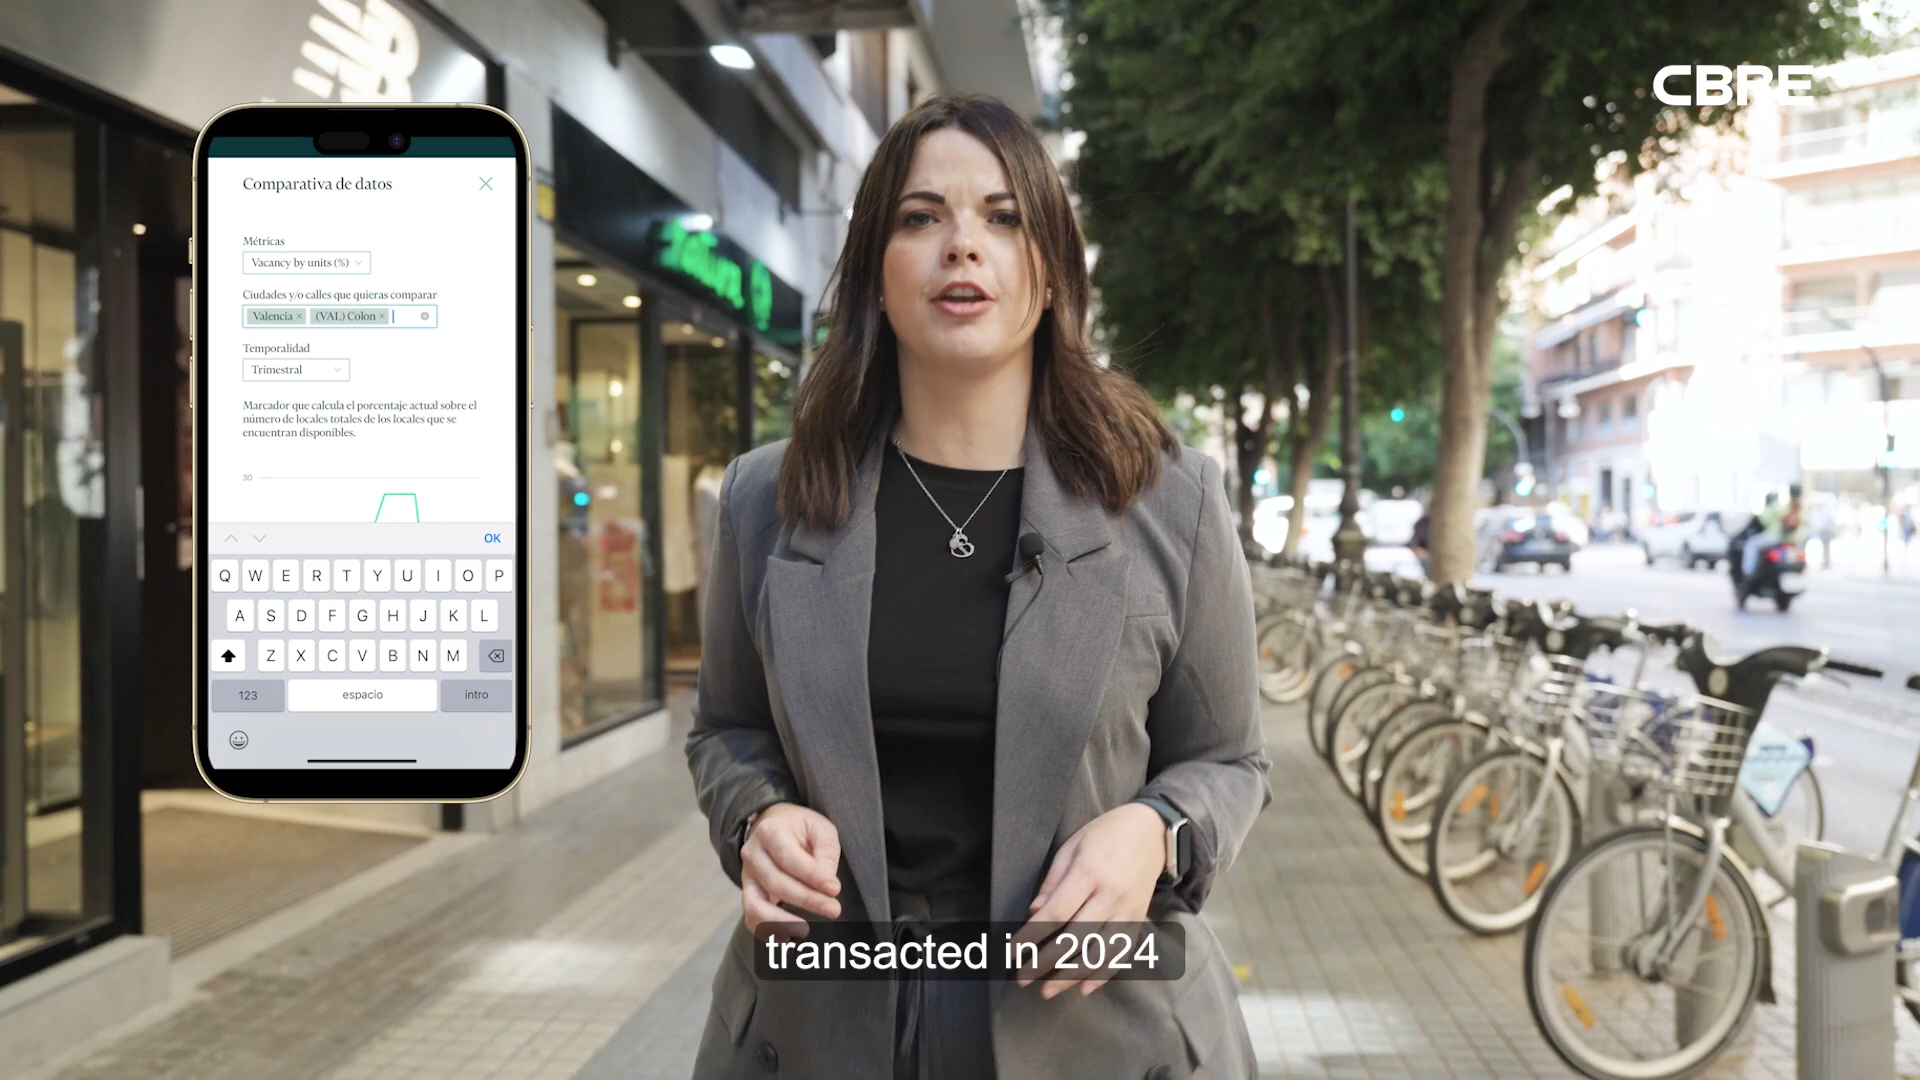 CBRE
Comparativa de datos
Métricas
Vacancy by units (%)
Ciudades y/o calles que quieras comparar
Valencia × (VAL) Colon ×
Temporalidad
Trimestral
Marcador que calcula el porcentaje actual sobre el
número de locales totales de los locales que se
encuentran disponibles.
30
OK
Q W E R T Y U I O P
A S D F G H J K L
Z X C V B N M
123 espacio intro
transacted in 2024